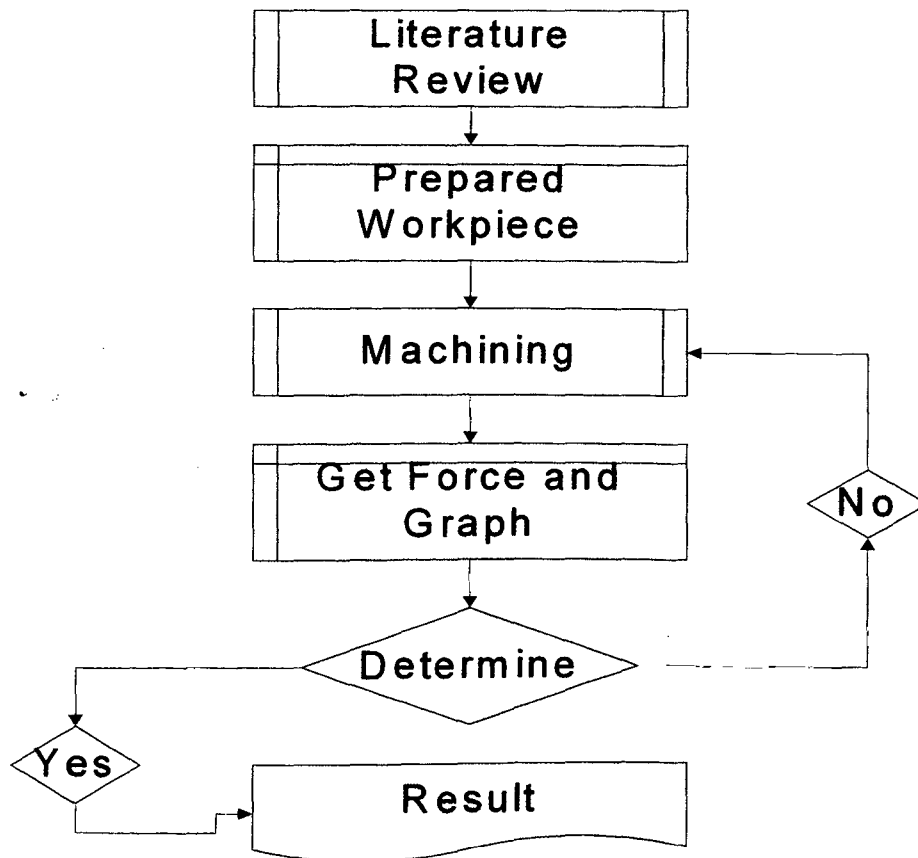 Literature
Review
Prepared
Workpiece
Machining
Get Force and
Graph
No
Determine
Yes
Result